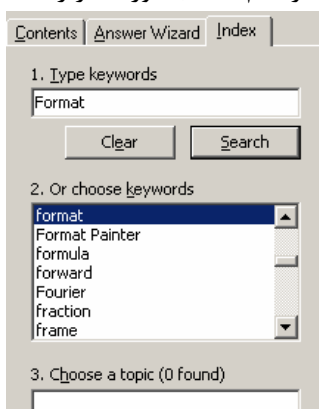 Contents Answer Wizard Index
1. Type keywords
Format
Clear Search
2. Or choose keywords
format
Format Painter
formula
forward
Fourier
fraction
frame
3. Choose a topic (0 found)